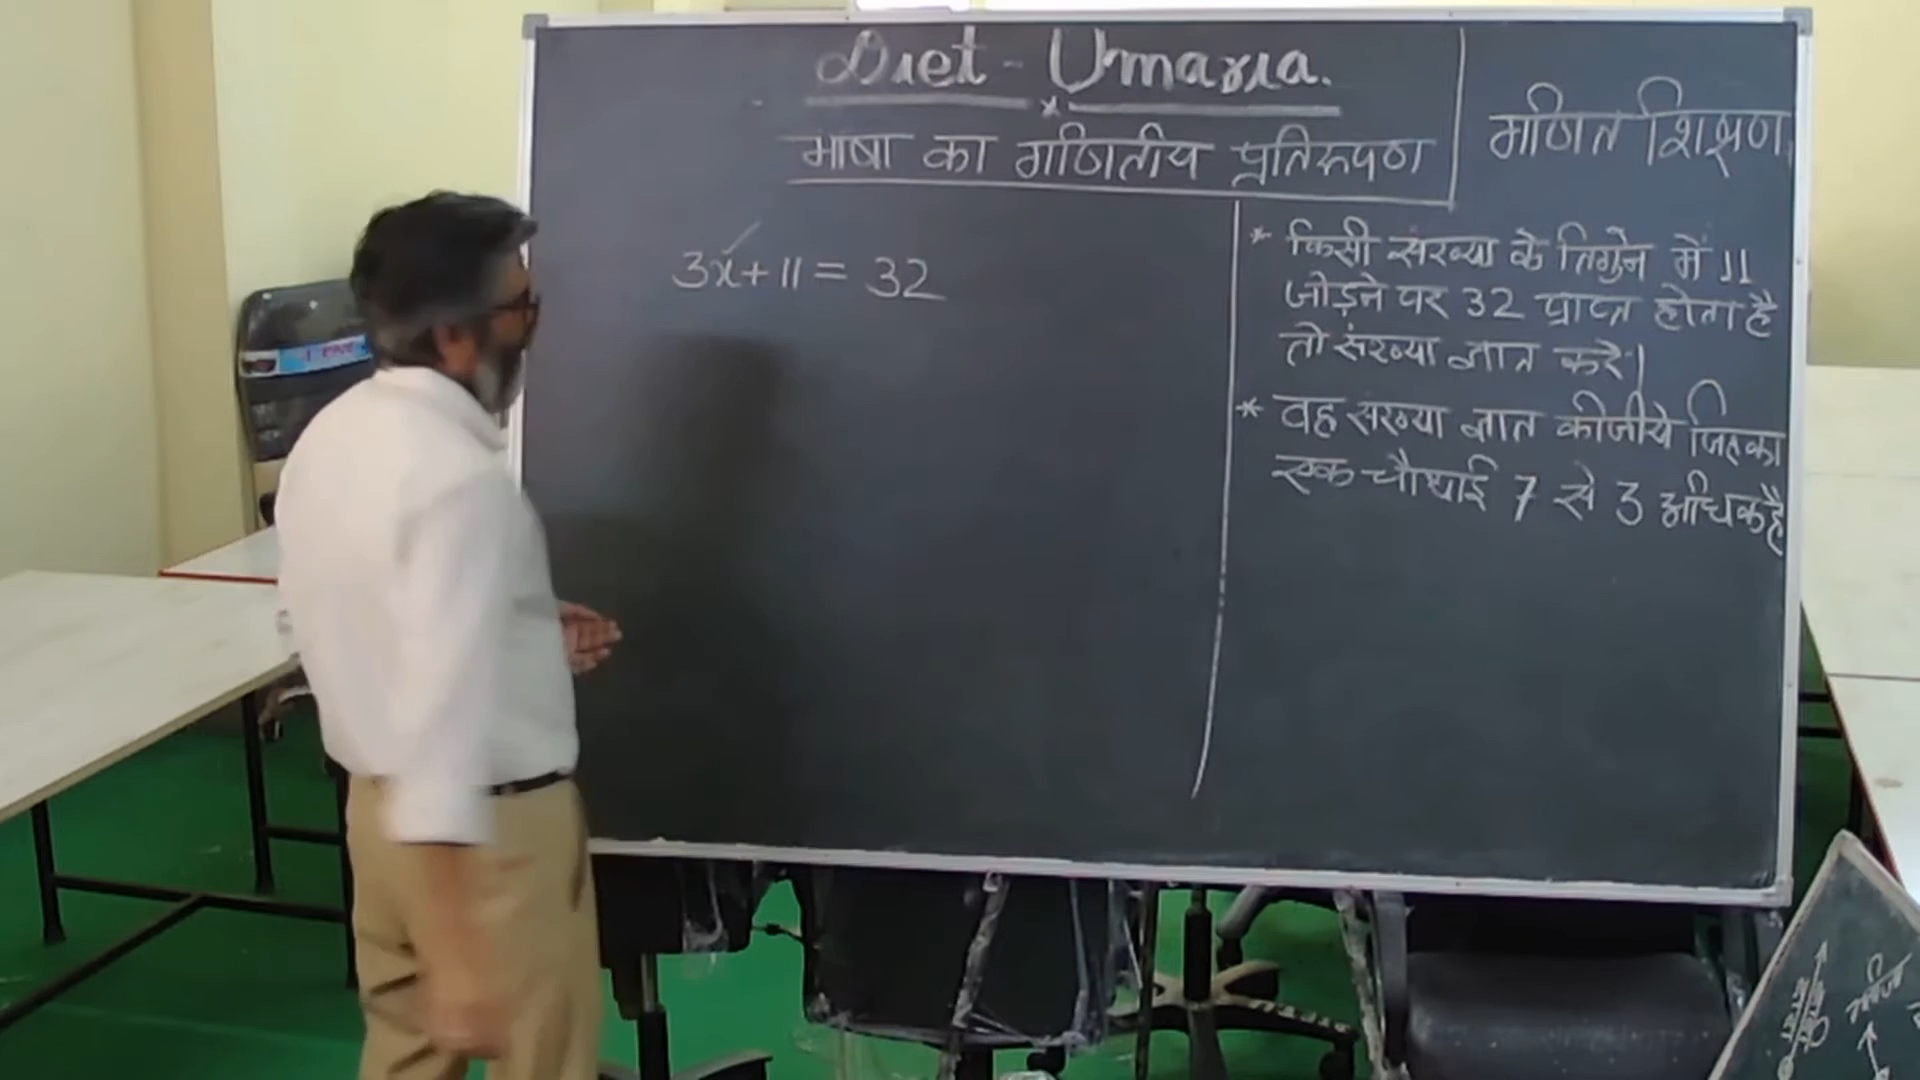 Diet - Umaria.
भाषा का गणितीय प्रतिरुपण
गणित शिक्षण
3x + 11 = 32
* किसी संख्या के तिगुने में 11
जोड़ने पर 32 प्राप्त होता है
तो संख्या ज्ञात करें।
* वह संख्या ज्ञात कीजीये जिसका
एक चौथाई 7 से 3 अधिक है